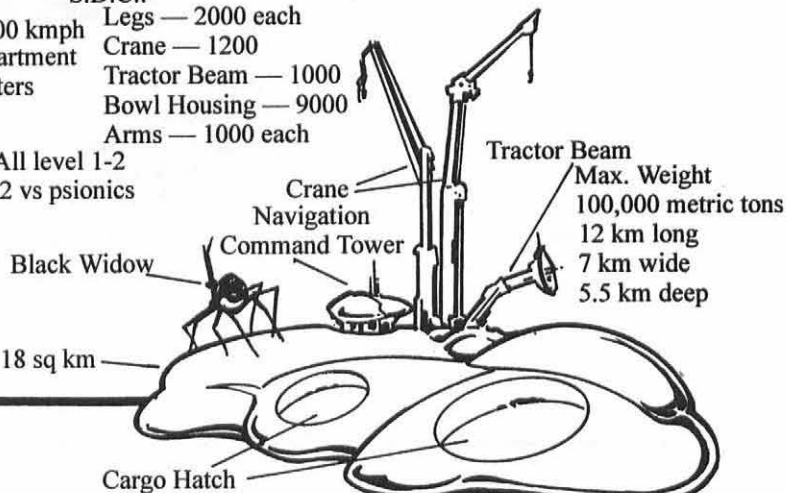 Legs — 2000 each
00 kmph
Crane — 1200
artment
Tractor Beam — 1000
ters
Bowl Housing — 9000
Arms — 1000 each
All level 1-2
2 vs psionics
Tractor Beam
Max. Weight
100,000 metric tons
12 km long
7 km wide
5.5 km deep
Crane
Navigation
Command Tower
Black Widow
18 sq km
Cargo Hatch